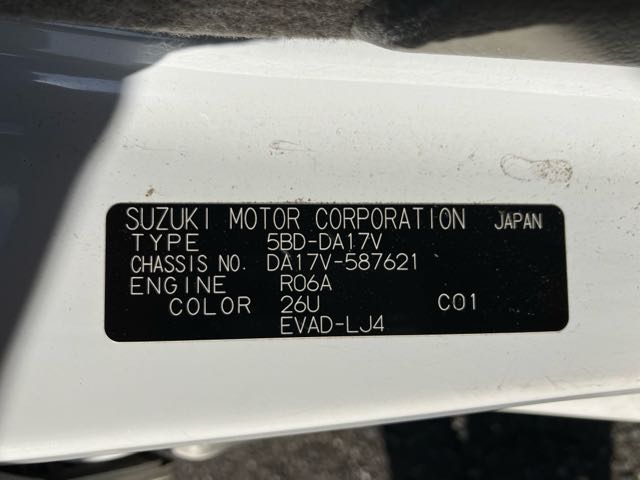 SUZUKI MOTOR CORPORATION JAPAN
TYPE 5BD-DA17V
CHASSIS NO. DA17V-587621
ENGINE R06A
COLOR 26U C01
EVAD-LJ4